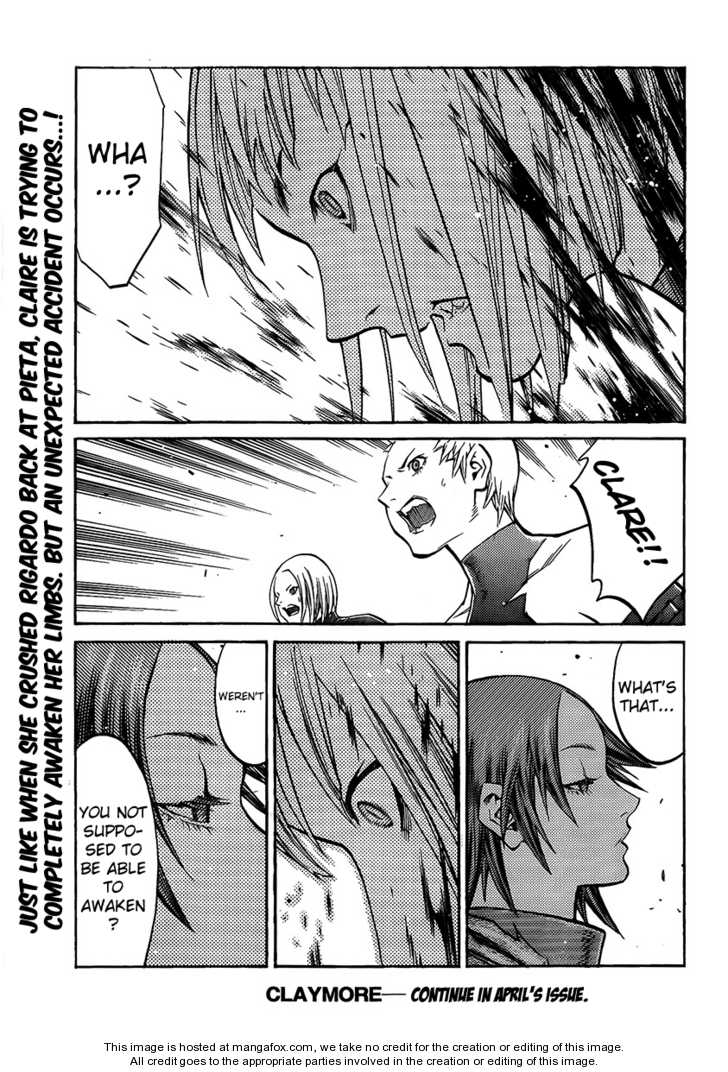 JUST LIKE WHEN SHE CRUSHED RIGARDO BACK AT PIETA, CLAIRE IS TRYING TO
COMPLETELY AWAKEN HER LIMBS. BUT AN UNEXPECTED ACCIDENT OCCURS...!
WHA
...?
CLARE!!
WHAT'S
THAT...
WEREN'T
...
YOU NOT
SUPPO-
SED TO
BE ABLE
TO
AWAKEN
?
CLAYMORE— CONTINUE IN APRIL'S ISSUE.
This image is hosted at mangafox.com, we take no credit for the creation or editing of this image.
All credit goes to the appropriate parties involved in the creation or editing of this image.